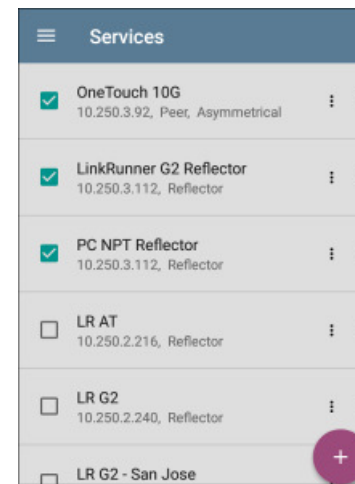 Services
OneTouch 10G
10.250.3.92, Peer, Asymmetrical
LinkRunner G2 Reflector
10.250.3.112, Reflector
PC NPT Reflector
10.250.3.112, Reflector
LR AT
10.250.2.216, Reflector
LR G2
10.250.2.240, Reflector
LR G2 - San Jose